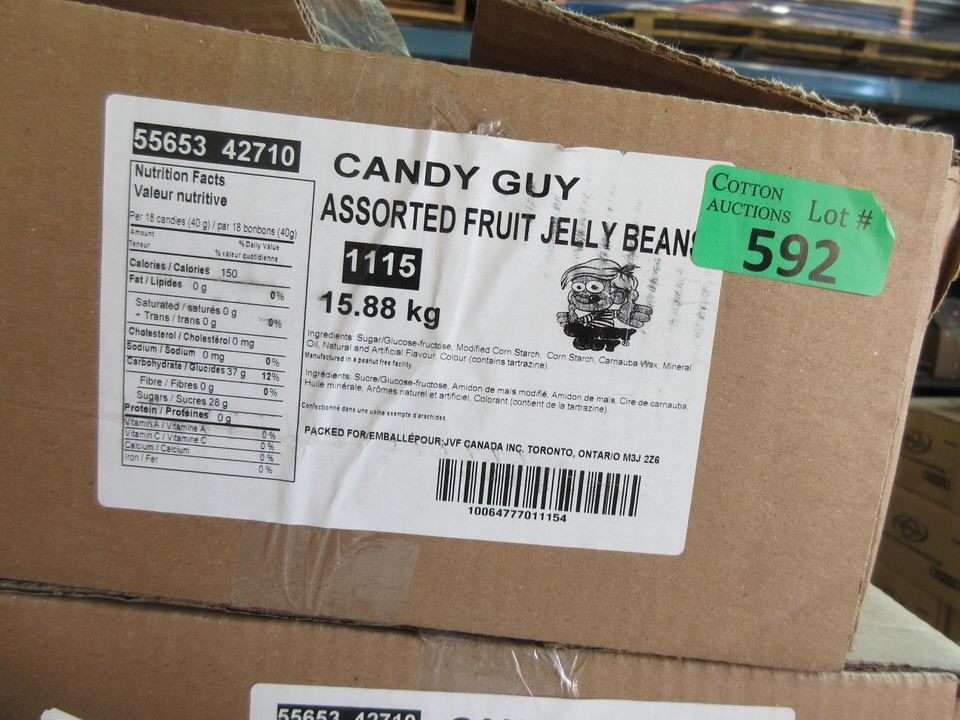 55653 42710
Nutrition Facts
Valeur nutritive
Per 18 candies (40 g) / par 18 bonbons (40g)
Amount
% Daily Value
Teneur
% valeur quotidienne
Calories / Calories 150
Fat / Lipides 0 g 0%
Saturated / saturés 0 g
+ Trans / trans 0 g 0%
Cholesterol / Cholestérol 0 mg
Sodium / Sodium 0 mg 0%
Carbohydrate / Glucides 37 g 12%
Fibre / Fibres 0 g 0%
Sugars / Sucres 28 g
Protein / Protéines 0 g
Vitamin A / Vitamine A 0 %
Vitamin C / Vitamine C 0 %
Calcium / Calcium 0 %
Iron / Fer 0 %
CANDY GUY
ASSORTED FRUIT JELLY BEANS
1115
15.88 kg
Ingredients: Sugar/Glucose-fructose, Modified Corn Starch, Corn Starch, Carnauba Wax, Mineral
Oil, Natural and Artificial Flavour, Colour (contains tartrazine).
Manufactured in a peanut free facility.
Ingrédients: Sucre/Glucose-fructose, Amidon de maïs modifié, Amidon de maïs, Cire de carnauba,
Huile minérale, Arômes naturel et artificiel, Colorant (contient de la tartrazine).
Confectionné dans une usine exempte d'arachides.
PACKED FOR/EMBALLÉPOUR:JVF CANADA INC. TORONTO, ONTARIO M3J 2Z6
10064777011154
COTTON
AUCTIONS Lot #
592
55653 42710